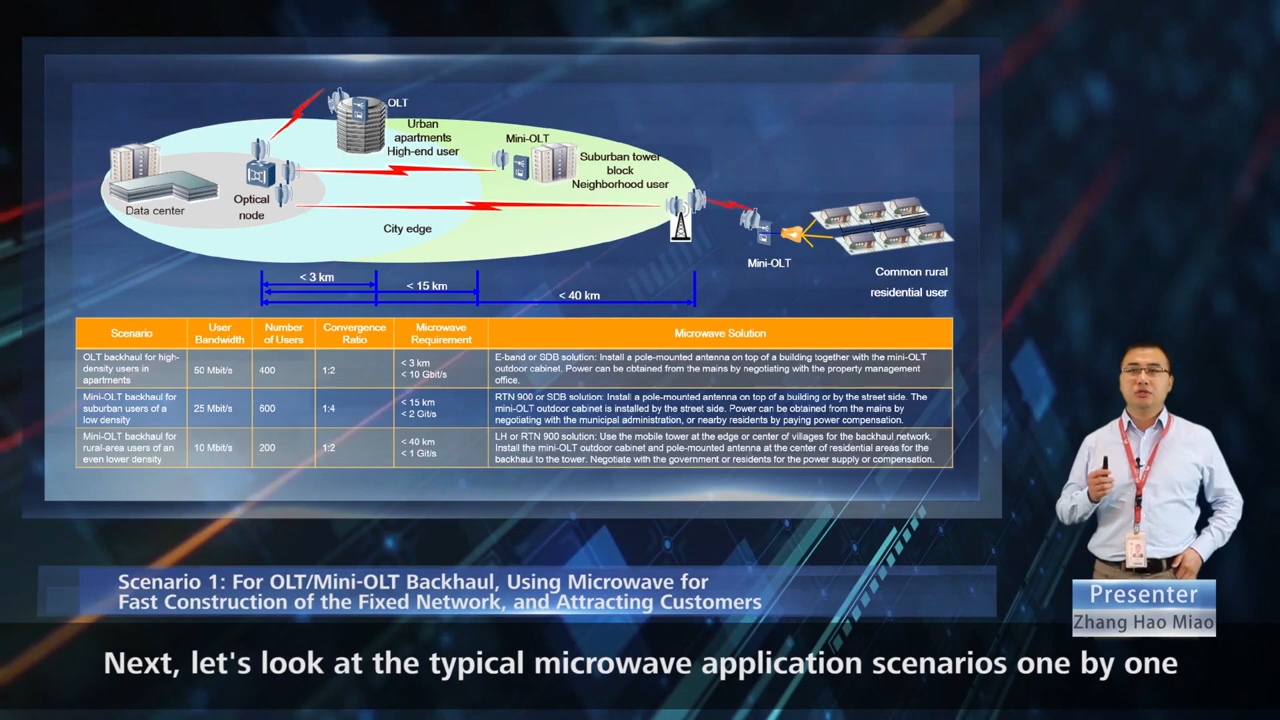 OLT
Urban
apartments
High-end user
Mini-OLT
Suburban tower
block
Neighborhood user
Data center
Optical
node
City edge
Mini-OLT
Common rural
residential user
< 3 km
< 15 km
< 40 km
Scenario
User
Bandwidth
Number
of Users
Convergence
Ratio
Microwave
Requirement
Microwave Solution
OLT backhaul for high-
density users in
apartments
50 Mbit/s
400
1:2
< 3 km
< 10 Gbit/s
E-band or SDB solution: Install a pole-mounted antenna on top of a building together with the mini-OLT
outdoor cabinet. Power can be obtained from the mains by negotiating with the property management
office.
Mini-OLT backhaul for
suburban users of a
low density
25 Mbit/s
600
1:4
< 15 km
< 2 Git/s
RTN 900 or SDB solution: Install a pole-mounted antenna on top of a building or by the street side. The
mini-OLT outdoor cabinet is installed by the street side. Power can be obtained from the mains by
negotiating with the municipal administration, or nearby residents by paying power compensation.
Mini-OLT backhaul for
rural-area users of an
even lower density
10 Mbit/s
200
1:2
< 40 km
< 1 Git/s
LH or RTN 900 solution: Use the mobile tower at the edge or center of villages for the backhaul network.
Install the mini-OLT outdoor cabinet and pole-mounted antenna at the center of residential areas for the
backhaul to the tower. Negotiate with the government or residents for the power supply or compensation.
Scenario 1: For OLT/Mini-OLT Backhaul, Using Microwave for
Fast Construction of the Fixed Network, and Attracting Customers
Presenter
Zhang Hao Miao
Next, let's look at the typical microwave application scenarios one by one